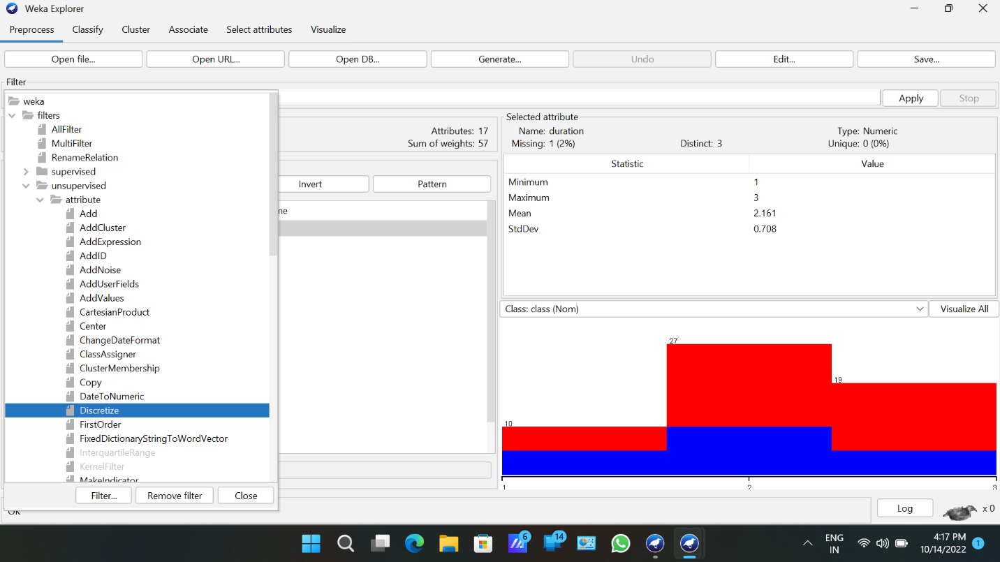 Weka Explorer
Preprocess Classify Cluster Associate Select attributes Visualize
Open file... Open URL... Open DB... Generate... Undo Edit... Save...
Filter
Apply Stop
weka
filters
AllFilter
MultiFilter
RenameRelation
supervised
unsupervised
attribute
Add
AddCluster
AddExpression
AddID
AddNoise
AddUserFields
AddValues
CartesianProduct
Center
ChangeDateFormat
ClassAssigner
ClusterMembership
Copy
DateToNumeric
Discretize
FirstOrder
FixedDictionaryStringToWordVector
InterquartileRange
KernelFilter
MakeIndicator
Filter... Remove filter Close
Attributes: 17
Sum of weights: 57
Invert Pattern
me
Selected attribute
Name: duration Type: Numeric
Missing: 1 (2%) Distinct: 3 Unique: 0 (0%)
Statistic Value
Minimum 1
Maximum 3
Mean 2.161
StdDev 0.708
Class: class (Nom) Visualize All
27
19
10
1 2 3
OK
Log x 0
6 14
ENG
IN
4:17 PM
10/14/2022
1